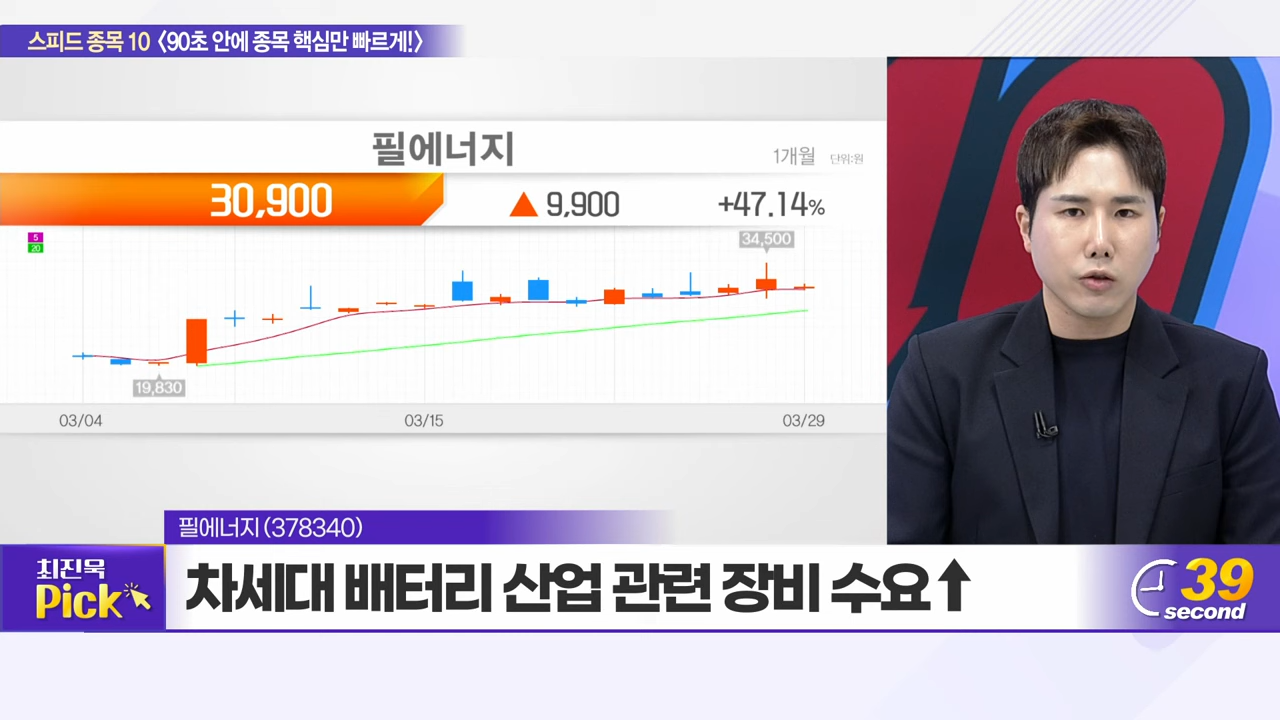 스피드 종목 10 〈90초 안에 종목 핵심만 빠르게!〉
필에너지
1개월 단위:원
30,900 ▲ 9,900 +47.14%
5
20
34,500
19,830
03/04 03/15 03/29
필에너지(378340)
최진욱
Pick
차세대 배터리 산업 관련 장비 수요↑
39
second